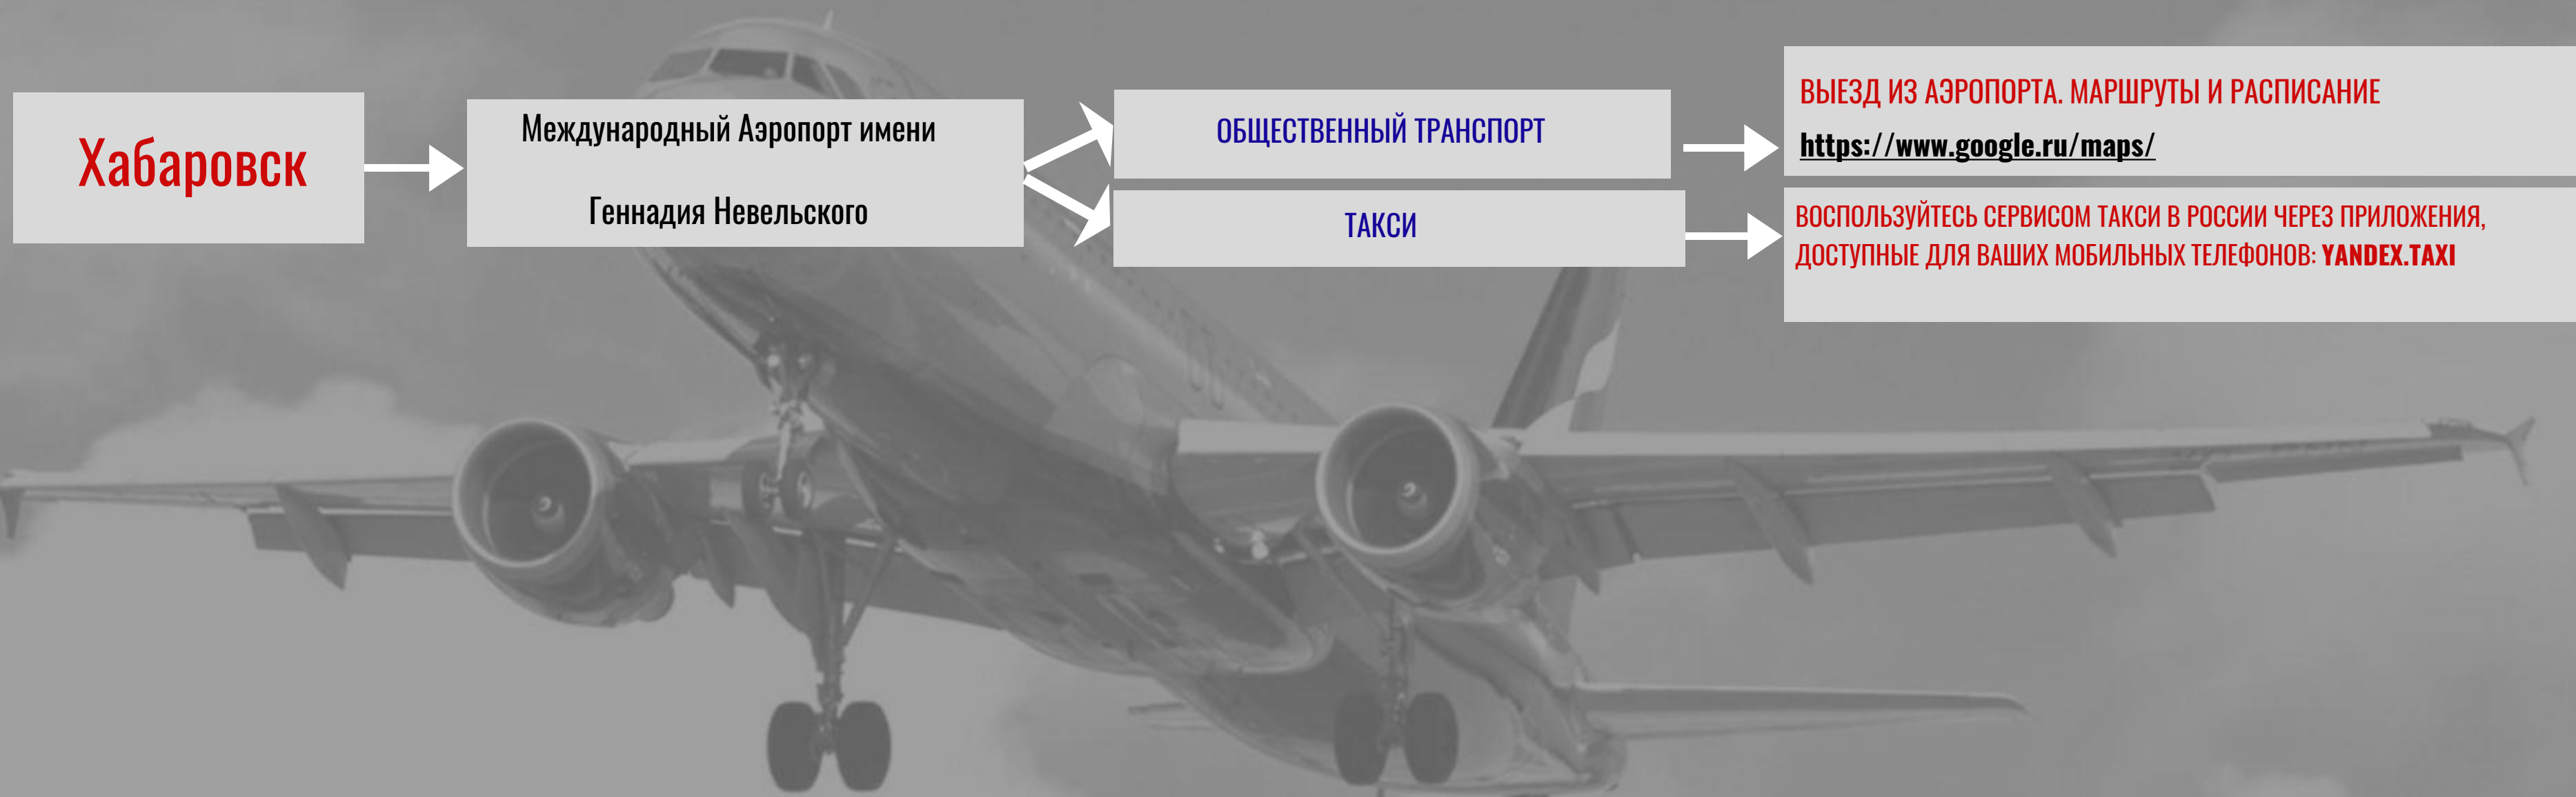 Хабаровск
Международный Аэропорт имени
Геннадия Невельского
ОБЩЕСТВЕННЫЙ ТРАНСПОРТ
ТАКСИ
ВЫЕЗД ИЗ АЭРОПОРТА. МАРШРУТЫ И РАСПИСАНИЕ
https://www.google.ru/maps/
ВОСПОЛЬЗУЙТЕСЬ СЕРВИСОМ ТАКСИ В РОССИИ ЧЕРЕЗ ПРИЛОЖЕНИЯ,
ДОСТУПНЫЕ ДЛЯ ВАШИХ МОБИЛЬНЫХ ТЕЛЕФОНОВ: YANDEX.TAXI